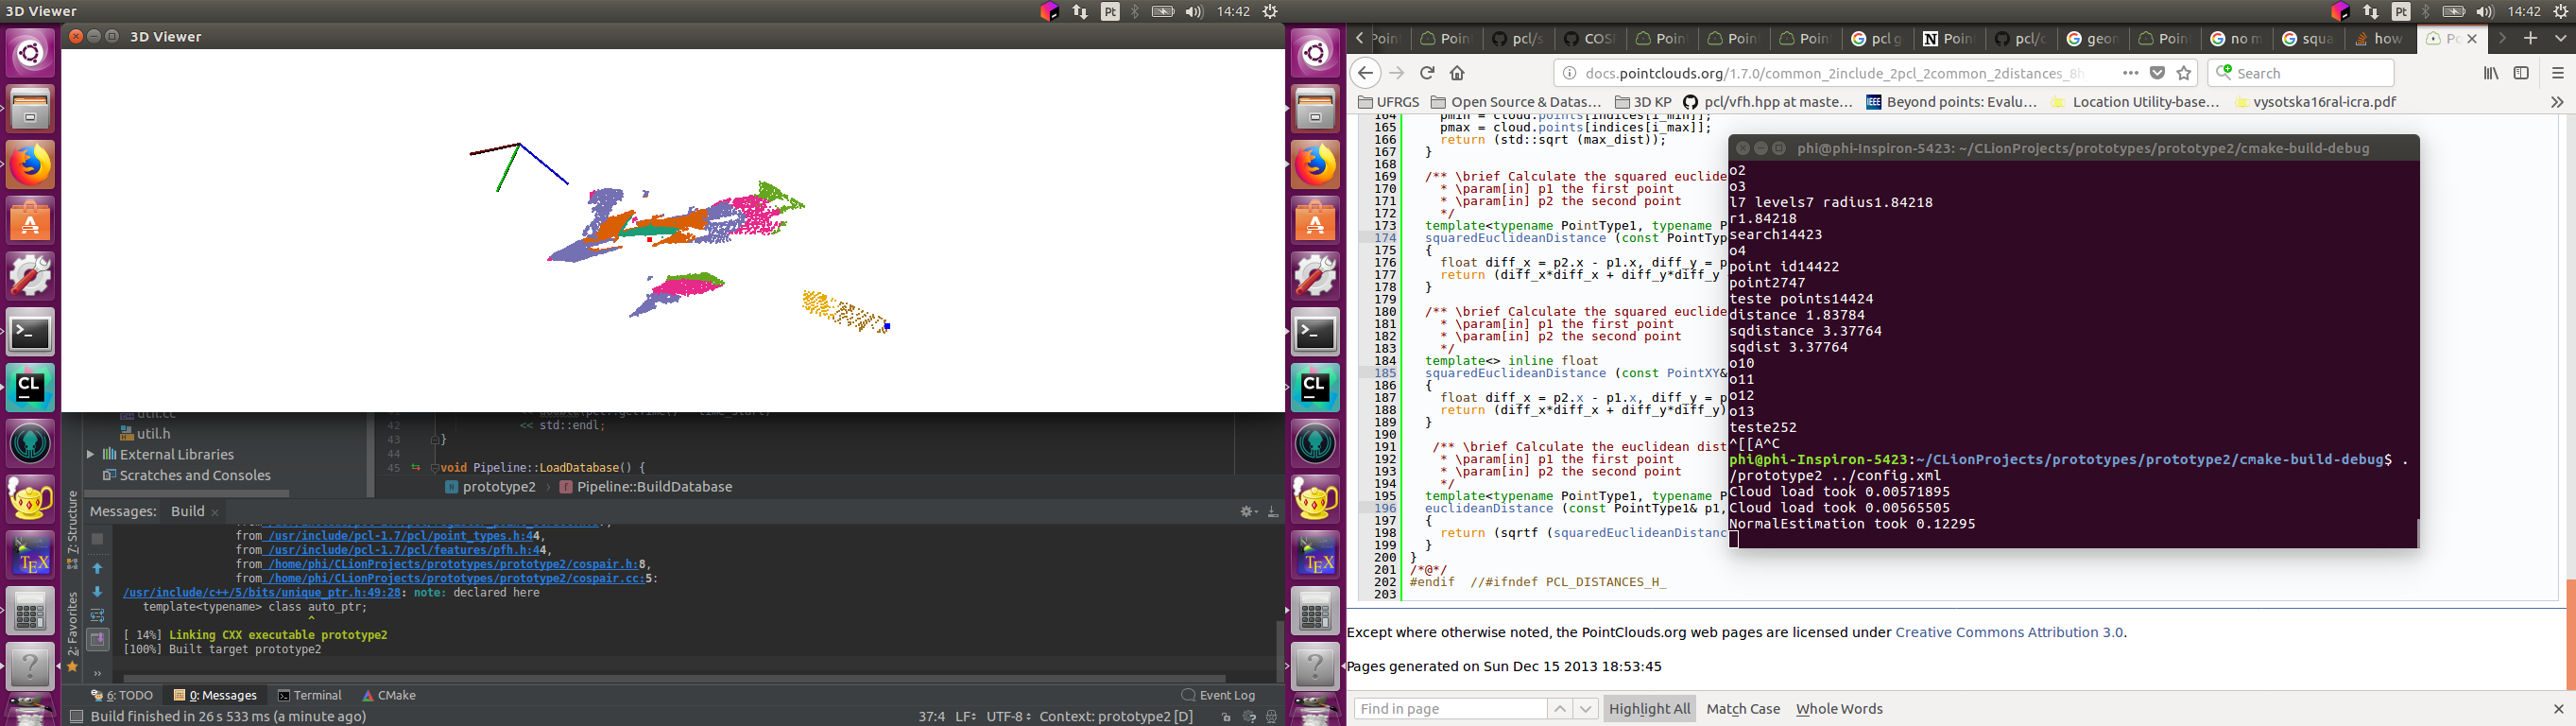 3D Viewer
Pt
14:42
3D Viewer
CL
TEX
util.cc
util.h
External Libraries
Scratches and Consoles
42 << std::endl;
43 }
44
45 void Pipeline::LoadDatabase() {
prototype2 › Pipeline::BuildDatabase
7: Structure
2: Favorites
Messages: Build ×
from /usr/include/pcl-1.7/pcl/point_types.h:44,
from /usr/include/pcl-1.7/pcl/features/pfh.h:44,
from /home/phi/CLionProjects/prototypes/prototype2/cospair.h:8,
from /home/phi/CLionProjects/prototypes/prototype2/cospair.cc:5:
/usr/include/c++/5/bits/unique_ptr.h:49:28: note: declared here
template<typename> class auto_ptr;
^
[ 14%] Linking CXX executable prototype2
[100%] Built target prototype2
6: TODO 0: Messages Terminal CMake Event Log
Build finished in 26 s 533 ms (a minute ago) 37:4 LF÷ UTF-8÷ Context: prototype2 [D]
Pt
14:42
CL
TEX
Poin pcl/s COSI Poin Poin Poin pcl g Poin pcl/c geon Poin no m squa how Po
docs.pointclouds.org/1.7.0/common_2include_2pcl_2common_2distances_8h
Search
UFRGS Open Source & Datas... 3D KP pcl/vfh.hpp at maste... Beyond points: Evalu... Location Utility-base... vysotska16ral-icra.pdf
164 pmin = cloud.points[indices[i_min]];
165 pmax = cloud.points[indices[i_max]];
166 return (std::sqrt (max_dist));
167 }
168
169 /** \brief Calculate the squared euclide
170 * \param[in] p1 the first point
171 * \param[in] p2 the second point
172 */
173 template<typename PointType1, typename P
174 squaredEuclideanDistance (const PointTyp
175 {
176 float diff_x = p2.x - p1.x, diff_y = p
177 return (diff_x*diff_x + diff_y*diff_y
178 }
179
180 /** \brief Calculate the squared euclide
181 * \param[in] p1 the first point
182 * \param[in] p2 the second point
183 */
184 template<> inline float
185 squaredEuclideanDistance (const PointXY&
186 {
187 float diff_x = p2.x - p1.x, diff_y = p
188 return (diff_x*diff_x + diff_y*diff_y)
189 }
190
191 /** \brief Calculate the euclidean dist
192 * \param[in] p1 the first point
193 * \param[in] p2 the second point
194 */
195 template<typename PointType1, typename P
196 euclideanDistance (const PointType1& p1,
197 {
198 return (sqrtf (squaredEuclideanDistanc
199 }
200 }
201 /*@*/
202 #endif //#ifndef PCL_DISTANCES_H_
203
phi@phi-Inspiron-5423: ~/CLionProjects/prototypes/prototype2/cmake-build-debug
o2
o3
l7 levels7 radius1.84218
r1.84218
search14423
o4
point id14422
point2747
teste points14424
distance 1.83784
sqdistance 3.37764
sqdist 3.37764
o10
o11
o12
o13
teste252
^[[A^C
phi@phi-Inspiron-5423:~/CLionProjects/prototypes/prototype2/cmake-build-debug$ .
/prototype2 ../config.xml
Cloud load took 0.00571895
Cloud load took 0.00565505
NormalEstimation took 0.12295
Except where otherwise noted, the PointClouds.org web pages are licensed under Creative Commons Attribution 3.0.
Pages generated on Sun Dec 15 2013 18:53:45
Find in page Highlight All Match Case Whole Words